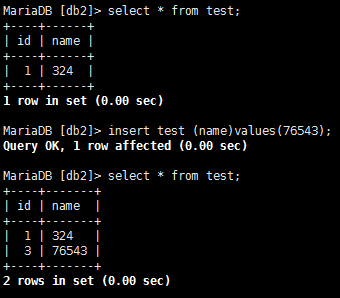 MariaDB [db2]> select * from test;
+----+------+
| id | name |
+----+------+
|  1 | 324  |
+----+------+
1 row in set (0.00 sec)
MariaDB [db2]> insert test (name)values(76543);
Query OK, 1 row affected (0.00 sec)
MariaDB [db2]> select * from test;
+----+-------+
| id | name  |
+----+-------+
|  1 | 324   |
|  3 | 76543 |
+----+-------+
2 rows in set (0.00 sec)